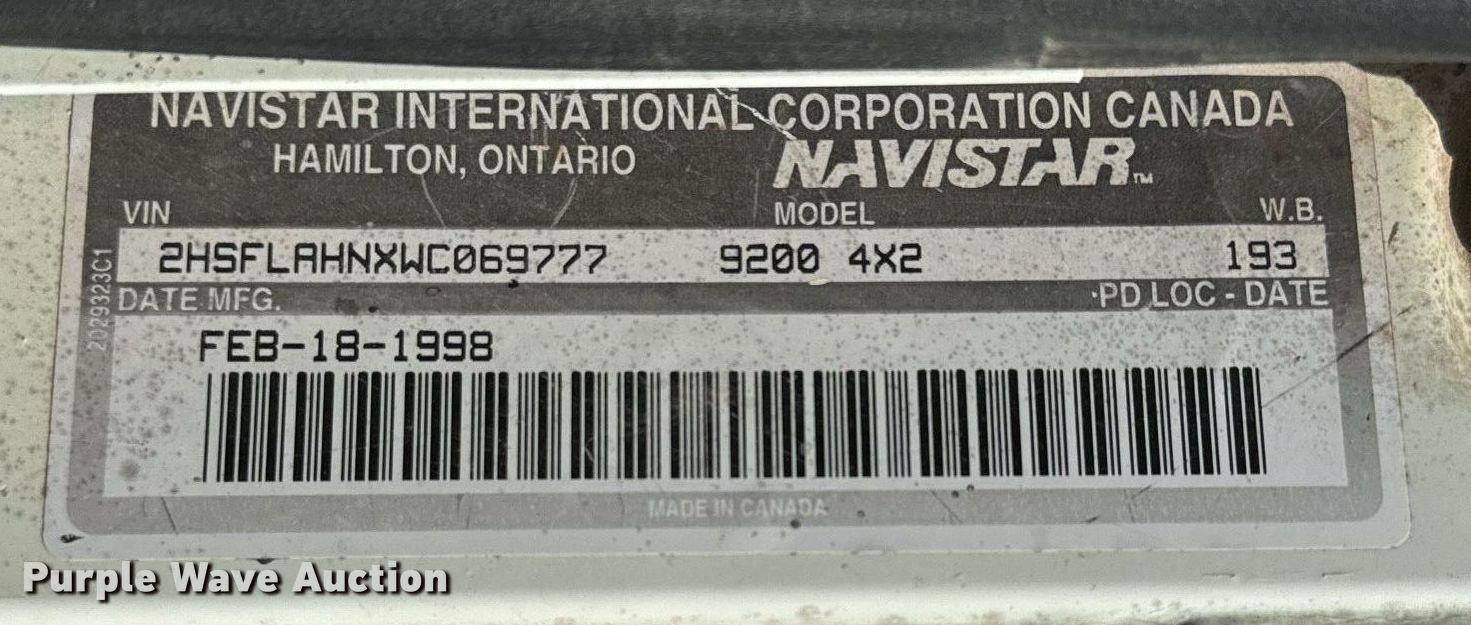 NAVISTAR INTERNATIONAL CORPORATION CANADA
HAMILTON, ONTARIO NAVISTAR™
VIN MODEL W.B.
2HSFLAHNXWC069777 9200 4X2 193
DATE MFG. PD LOC - DATE
FEB-18-1998
2029323C1
MADE IN CANADA
Purple Wave Auction